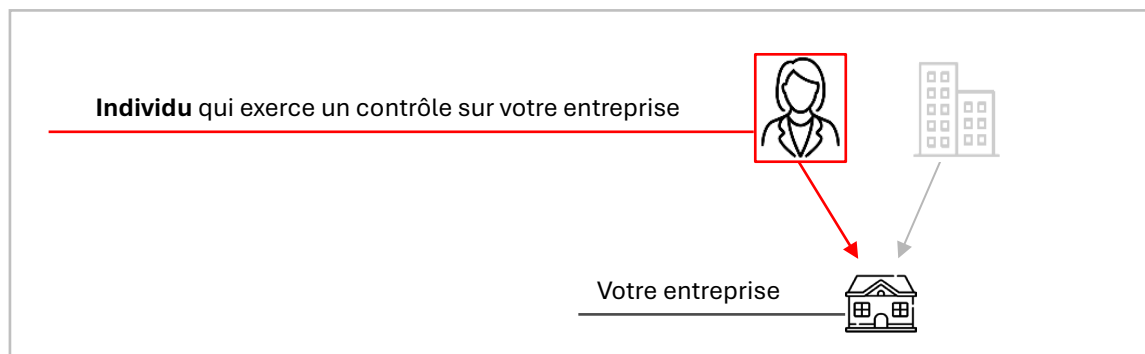 Individu qui exerce un contrôle sur votre entreprise
Votre entreprise